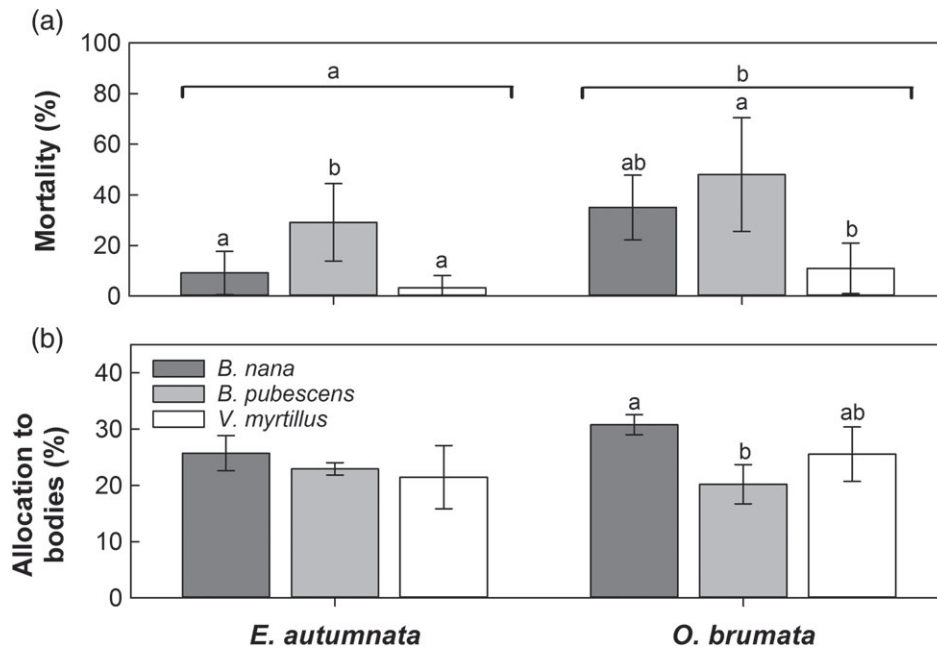 (a)
100
80
60
40
20
0
Mortality (%)
a
b
a
b
a
ab
a
b
(b)
40
30
20
10
0
Allocation to
bodies (%)
B. nana
B. pubescens
V. myrtillus
a
b
ab
E. autumnata
O. brumata